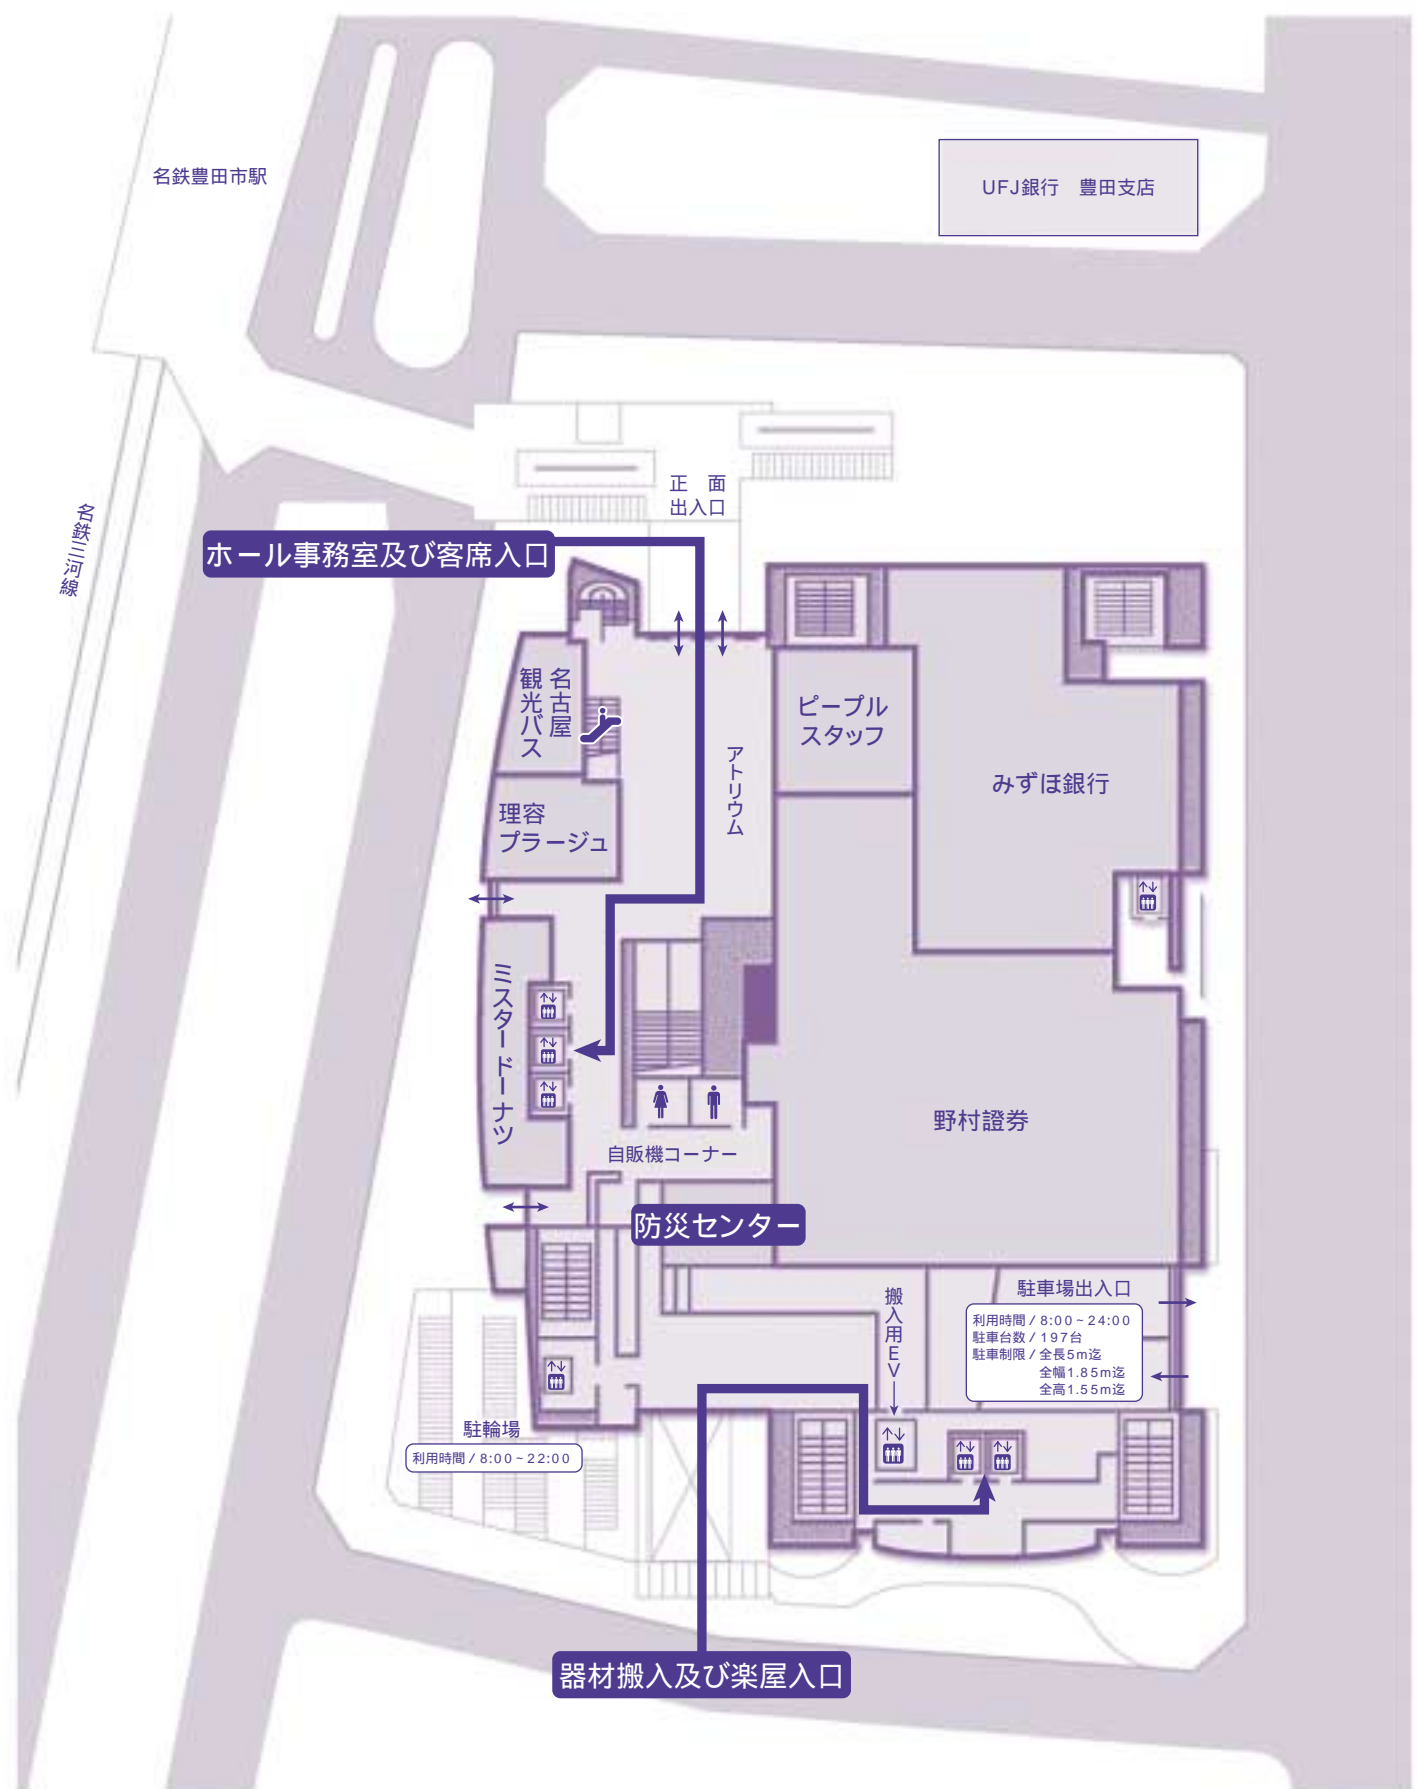 名鉄豊田市駅
UFJ銀行　豊田支店
名鉄三河線
正　面
出入口
ホール事務室及び客席入口
名古屋
観光バス
ピープル
スタッフ
アトリウム
みずほ銀行
理容
プラージュ
ミスタードーナツ
野村證券
自販機コーナー
防災センター
搬入用EV
駐車場出入口
利用時間 / 8:00~24:00
駐車台数 / 197台
駐車制限 / 全長5m迄
全幅1.85m迄
全高1.55m迄
駐輪場
利用時間 / 8:00~22:00
器材搬入及び楽屋入口